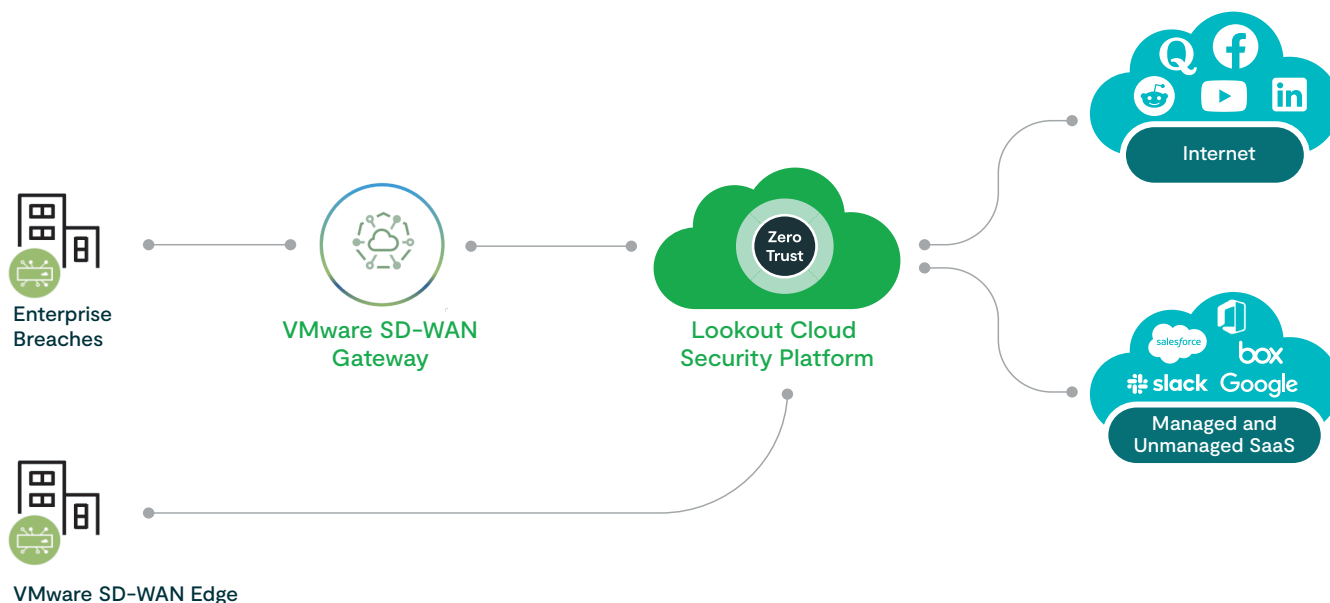 Internet
Enterprise
Breaches
VMware SD-WAN
Gateway
Zero
Trust
Lookout Cloud
Security Platform
salesforce
box
slack
Google
Managed and
Unmanaged SaaS
VMware SD-WAN Edge
in